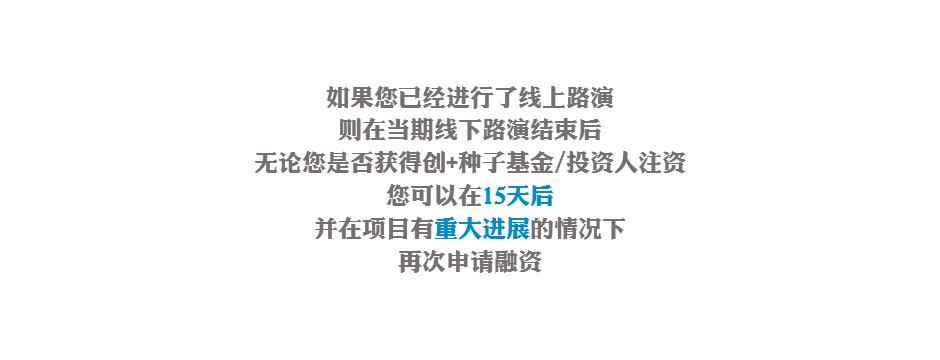 如果您已经进行了线上路演
则在当期线下路演结束后
无论您是否获得创+种子基金/投资人注资
您可以在15天后
并在项目有重大进展的情况下
再次申请融资